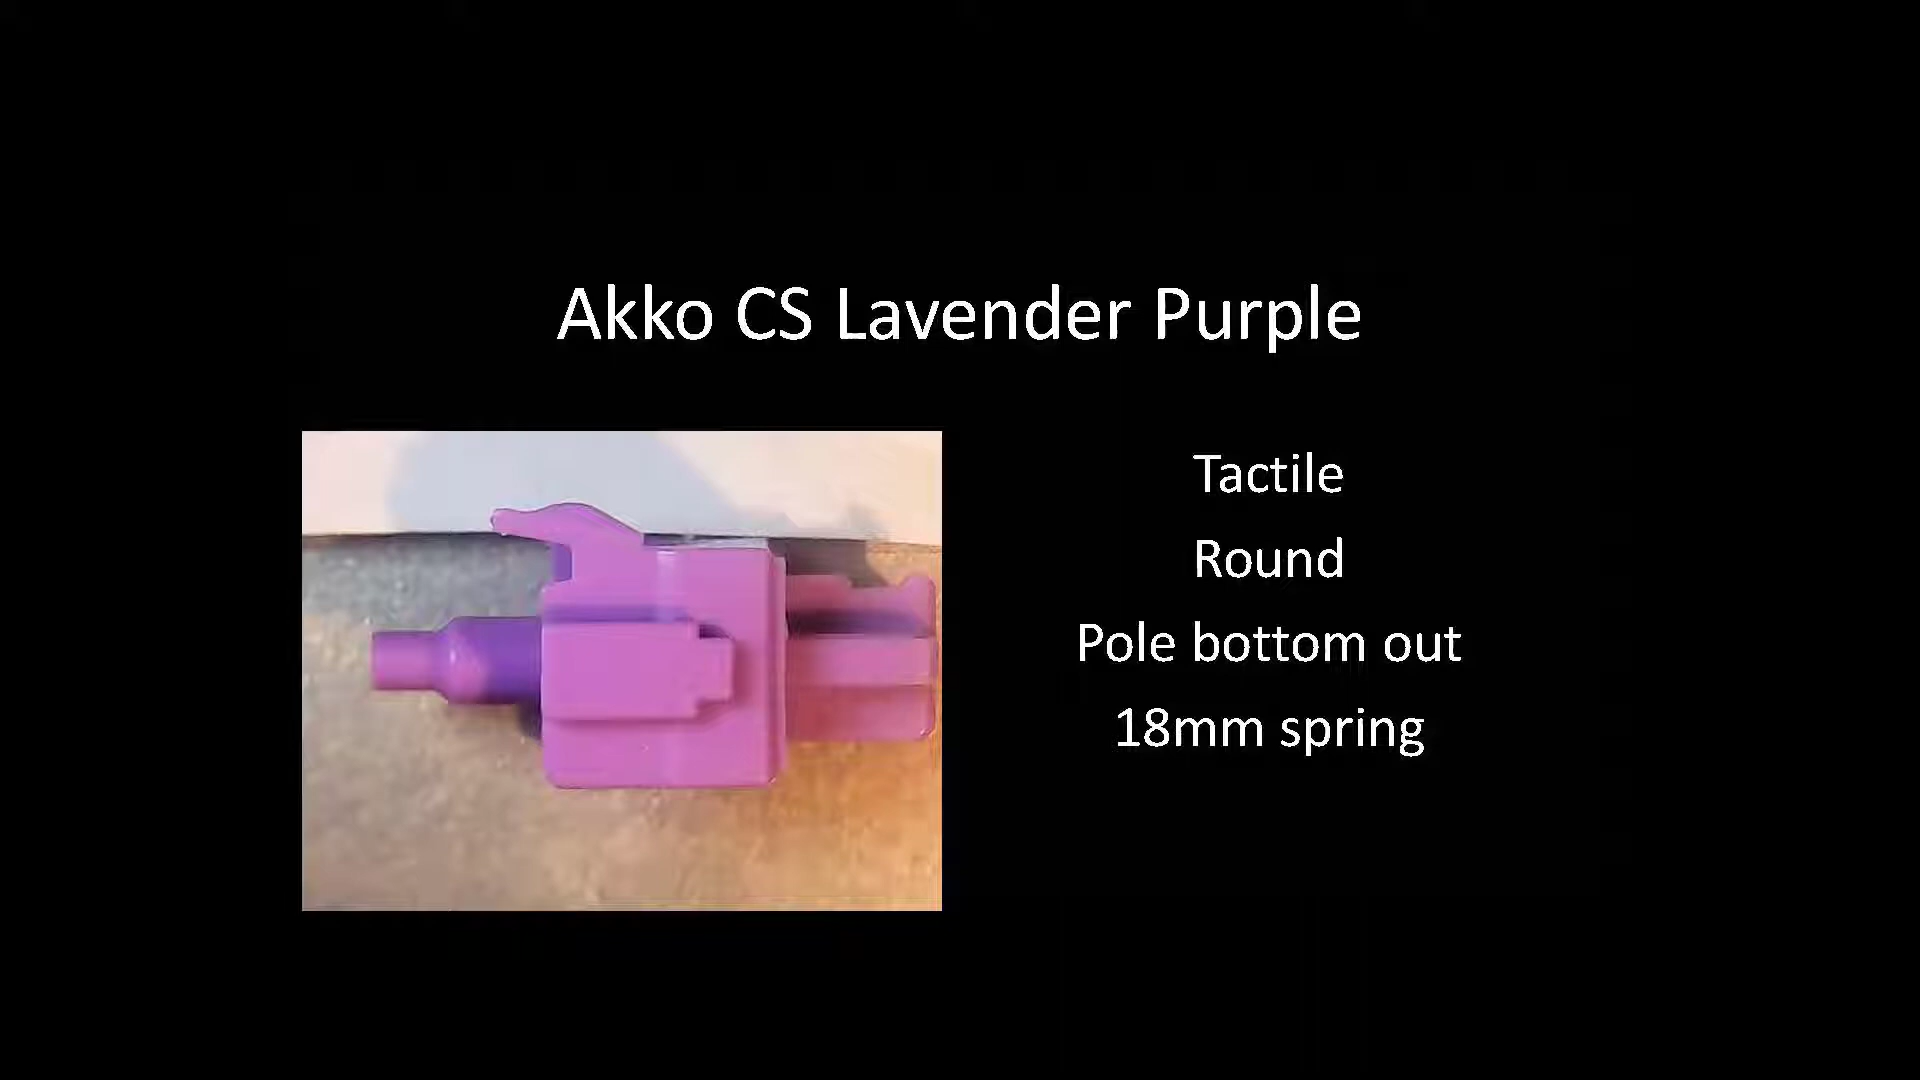 Akko CS Lavender Purple
Tactile
Round
Pole bottom out
18mm spring